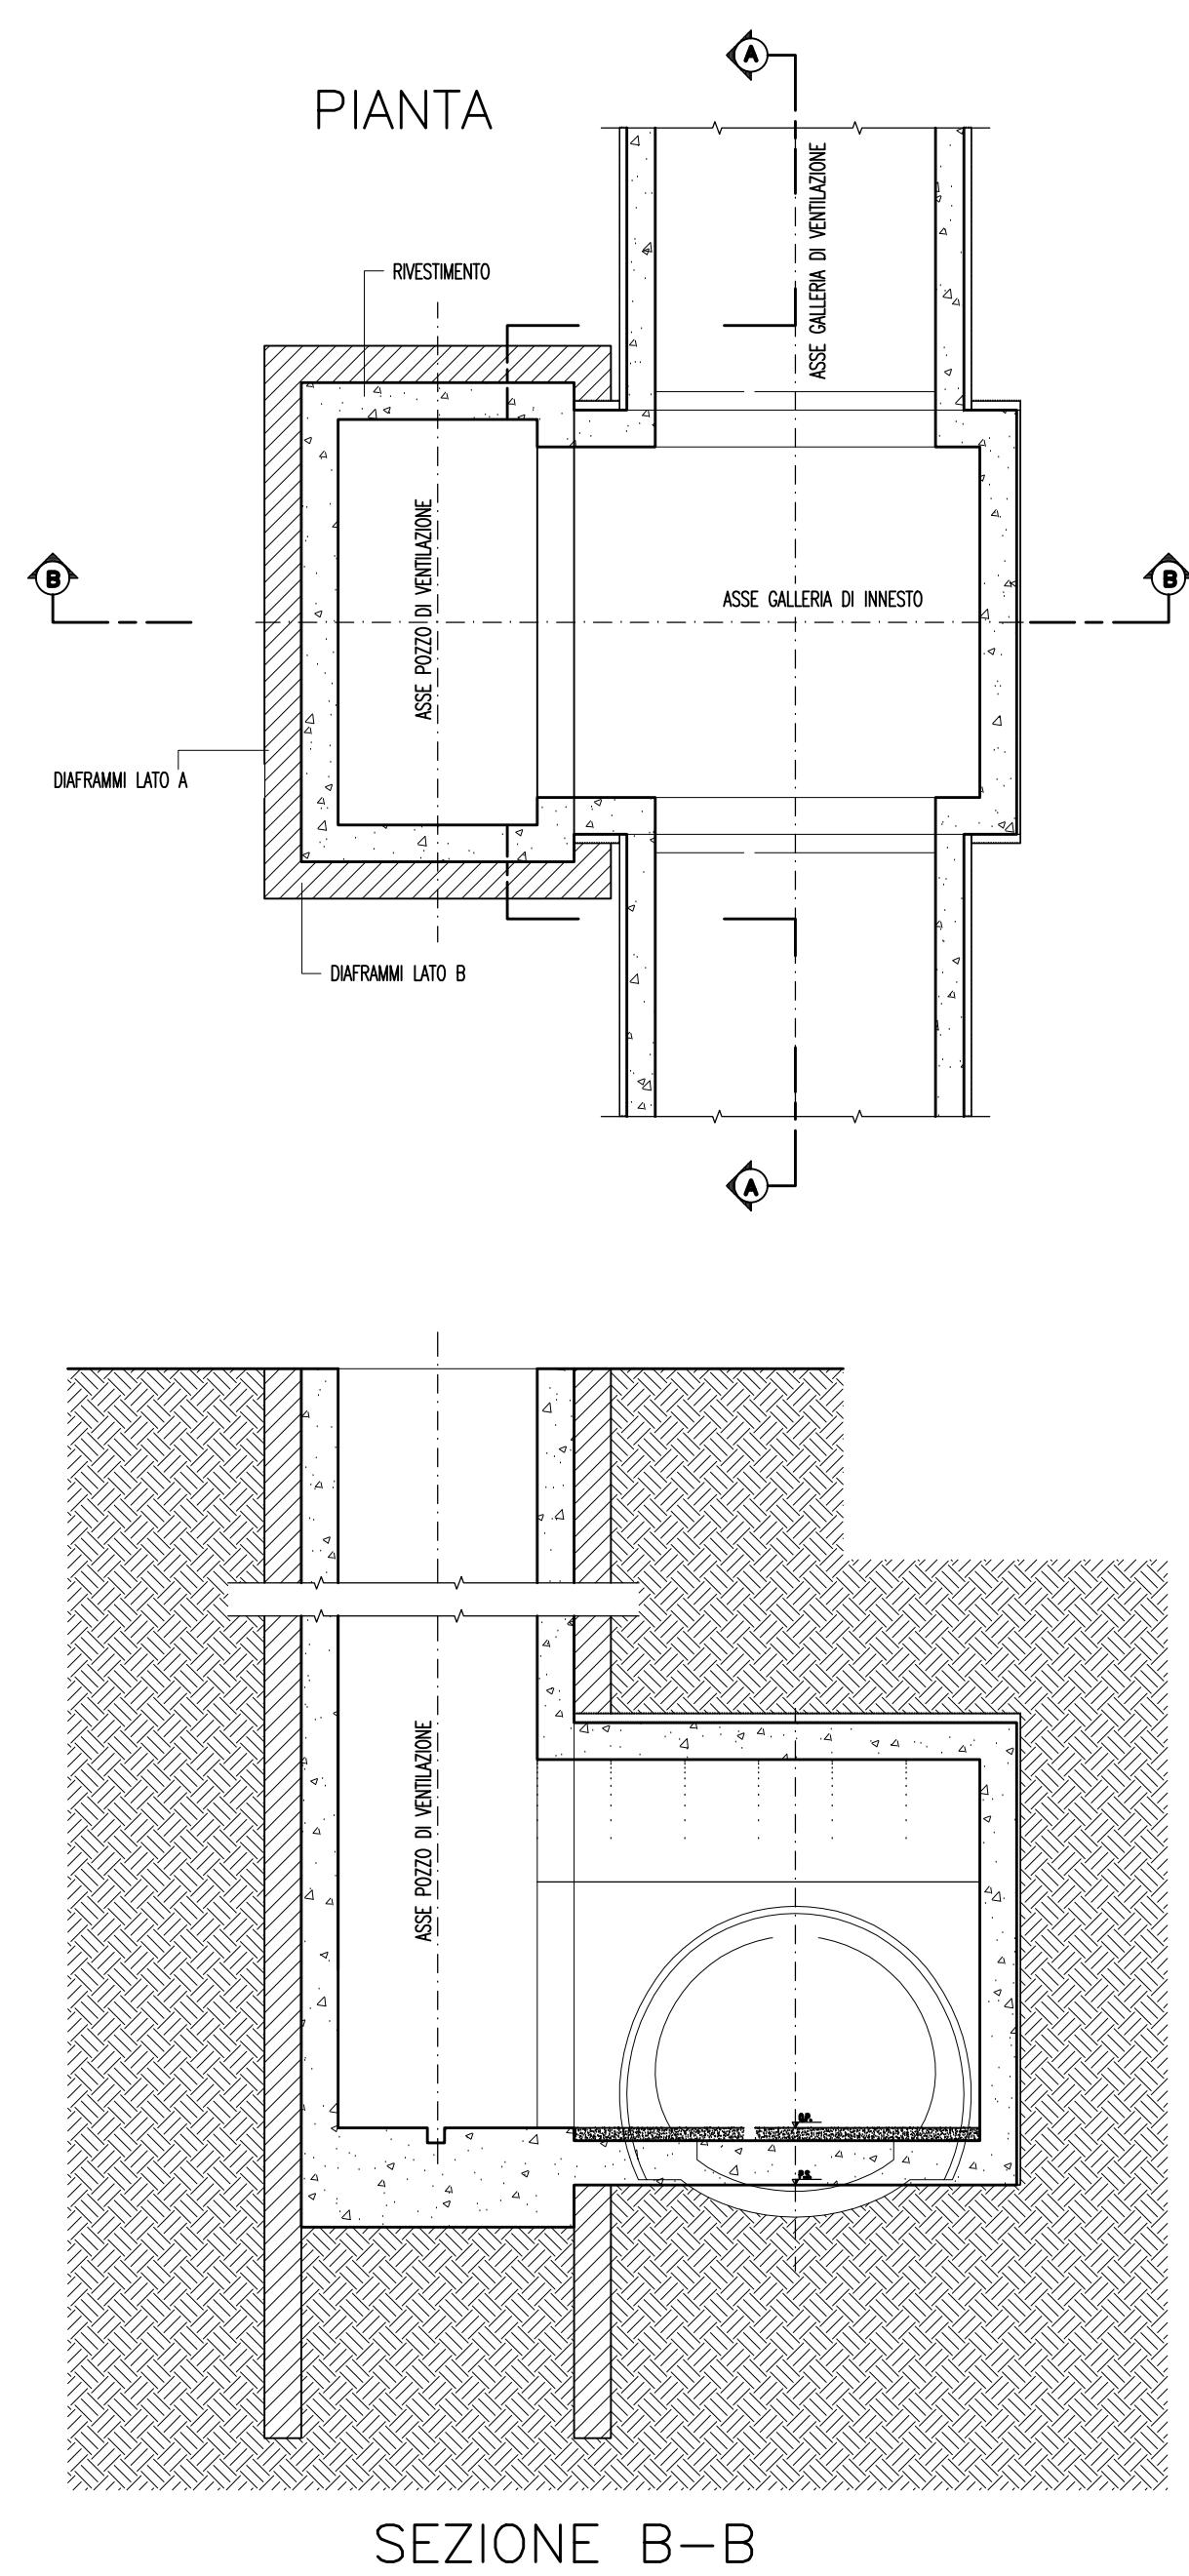 A
PIANTA
ASSE GALLERIA DI VENTILAZIONE
RIVESTIMENTO
ASSE POZZO DI VENTILAZIONE
B
B
ASSE GALLERIA DI INNESTO
DIAFRAMMI LATO A
DIAFRAMMI LATO B
A
ASSE POZZO DI VENTILAZIONE
P.S.
SEZIONE B-B